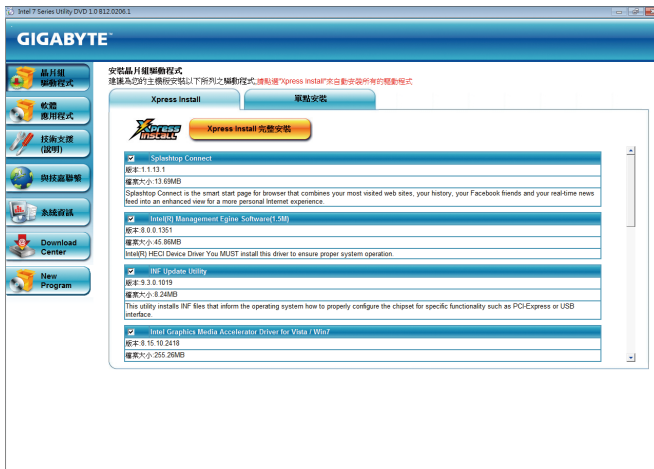 Intel 7 Series Utility DVD 1.0 B12.0206.1
GIGABYTE™
晶片組
驅動程式
軟體
應用程式
技術支援
(說明)
與技嘉聯繫
系統資訊
Download
Center
New
Program
安裝晶片組驅動程式
建議為您的主機板安裝以下所列之驅動程式,請點選"Xpress Install"來自動安裝所有的驅動程式
Xpress Install
單點安裝
Xpress Install
Xpress Install 完整安裝
Splashtop Connect
版本:1.1.13.1
檔案大小:13.69MB
Splashtop Connect is the smart start page for browser that combines your most visited web sites, your history, your Facebook friends and your real-time news
feed into an enhanced view for a more personal Internet experience.
Intel(R) Management Egine Software(1.5M)
版本:8.0.0.1351
檔案大小:45.86MB
Intel(R) HECI Device Driver You MUST install this driver to ensure proper system operation.
INF Update Utility
版本:9.3.0.1019
檔案大小:8.24MB
This utility installs INF files that inform the operating system how to properly configure the chipset for specific functionality such as PCI-Express or USB
interface.
Intel Graphics Media Accelerator Driver for Vista / Win7
版本:8.15.10.2418
檔案大小:255.26MB